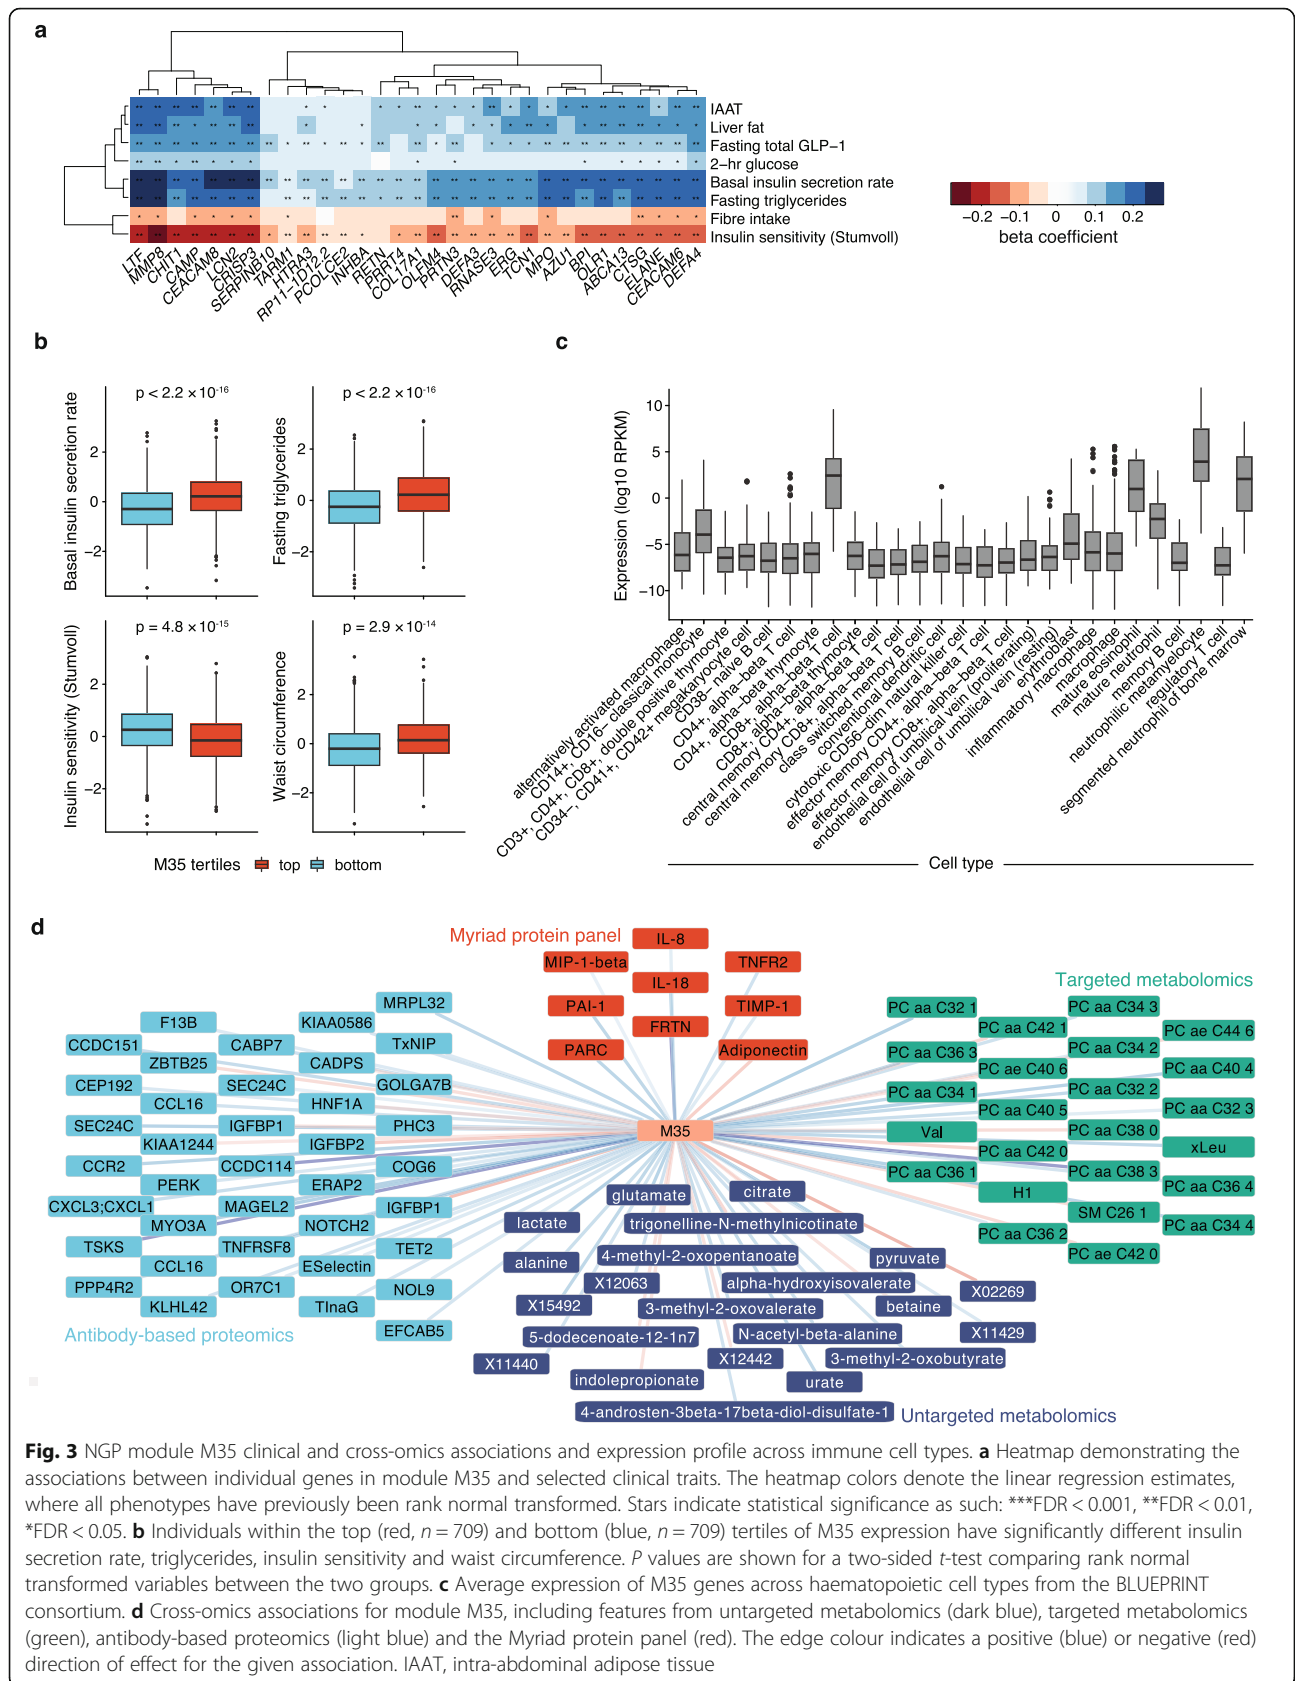 a
IAAT
Liver fat
Fasting total GLP−1
2−hr glucose
Basal insulin secretion rate
Fasting triglycerides
Fibre intake
Insulin sensitivity (Stumvoll)
LTF
MMP8
CHIT1
CAMP
CEACAM8
LCN2
CRISP3
SERPINB10
TARM1
HTRA3
RP11−1D12.2
PCOLCE2
INHBA
RETN
PRRT4
COL17A1
OLFM4
PRTN3
DEFA3
RNASE3
ERG
TCN1
MPO
AZU1
BPI
OLR1
ABCA13
CTSG
ELANE
CEACAM6
DEFA4
−0.2 −0.1 0 0.1 0.2
beta coefficient
b
p < 2.2 × 10-16
Basal insulin secretion rate
2
0
−2
p < 2.2 × 10-16
Fasting triglycerides
2
0
−2
p = 4.8 × 10-15
Insulin sensitivity (Stumvoll)
2
0
−2
p = 2.9 × 10-14
Waist circumference
2
0
−2
M35 tertiles top bottom
c
Expression (log10 RPKM)
10
5
0
−5
−10
alternatively activated macrophage
CD14+, CD16− classical monocyte
CD3+, CD4+, CD8+, double positive thymocyte
CD34−, CD41+, CD42+ megakaryocyte cell
CD38− naive B cell
CD4+, alpha−beta T cell
CD4+, alpha−beta thymocyte
CD8+, alpha−beta T cell
CD8+, alpha−beta thymocyte
central memory CD4+, alpha−beta T cell
central memory CD8+, alpha−beta T cell
class switched memory B cell
conventional dendritic cell
cytotoxic CD56−dim natural killer cell
effector memory CD4+, alpha−beta T cell
effector memory CD8+, alpha−beta T cell
endothelial cell of umbilical vein (proliferating)
endothelial cell of umbilical vein (resting)
erythroblast
inflammatory macrophage
macrophage
mature eosinophil
mature neutrophil
memory B cell
neutrophilic metamyelocyte
regulatory T cell
segmented neutrophil of bone marrow
Cell type
d
Myriad protein panel
IL-8
MIP-1-beta
TNFR2
IL-18
PAI-1
TIMP-1
FRTN
PARC
Adiponectin
M35
Antibody-based proteomics
MRPL32
F13B
KIAA0586
CCDC151
CABP7
TxNIP
ZBTB25
CADPS
CEP192
SEC24C
GOLGA7B
CCL16
HNF1A
SEC24C
IGFBP1
PHC3
KIAA1244
IGFBP2
CCR2
CCDC114
COG6
PERK
ERAP2
CXCL3;CXCL1
MAGEL2
IGFBP1
MYO3A
NOTCH2
TSKS
TNFRSF8
TET2
CCL16
ESelectin
PPP4R2
OR7C1
NOL9
KLHL42
TInaG
EFCAB5
Targeted metabolomics
PC aa C32 1
PC aa C34 3
PC aa C42 1
PC ae C44 6
PC aa C36 3
PC aa C34 2
PC ae C40 6
PC aa C40 4
PC aa C34 1
PC aa C32 2
PC aa C40 5
PC aa C32 3
Val
PC aa C38 0
PC aa C42 0
xLeu
PC aa C36 1
PC aa C38 3
H1
PC aa C36 4
SM C26 1
PC aa C36 2
PC aa C34 4
PC ae C42 0
glutamate
citrate
lactate
trigonelline-N-methylnicotinate
alanine
4-methyl-2-oxopentanoate
pyruvate
X12063
alpha-hydroxyisovalerate
X02269
X15492
3-methyl-2-oxovalerate
betaine
5-dodecenoate-12-1n7
N-acetyl-beta-alanine
X11429
X11440
X12442
3-methyl-2-oxobutyrate
indolepropionate
urate
4-androsten-3beta-17beta-diol-disulfate-1
Untargeted metabolomics
Fig. 3 NGP module M35 clinical and cross-omics associations and expression profile across immune cell types. a Heatmap demonstrating the
associations between individual genes in module M35 and selected clinical traits. The heatmap colors denote the linear regression estimates,
where all phenotypes have previously been rank normal transformed. Stars indicate statistical significance as such: ***FDR < 0.001, **FDR < 0.01,
*FDR < 0.05. b Individuals within the top (red, n = 709) and bottom (blue, n = 709) tertiles of M35 expression have significantly different insulin
secretion rate, triglycerides, insulin sensitivity and waist circumference. P values are shown for a two-sided t-test comparing rank normal
transformed variables between the two groups. c Average expression of M35 genes across haematopoietic cell types from the BLUEPRINT
consortium. d Cross-omics associations for module M35, including features from untargeted metabolomics (dark blue), targeted metabolomics
(green), antibody-based proteomics (light blue) and the Myriad protein panel (red). The edge colour indicates a positive (blue) or negative (red)
direction of effect for the given association. IAAT, intra-abdominal adipose tissue